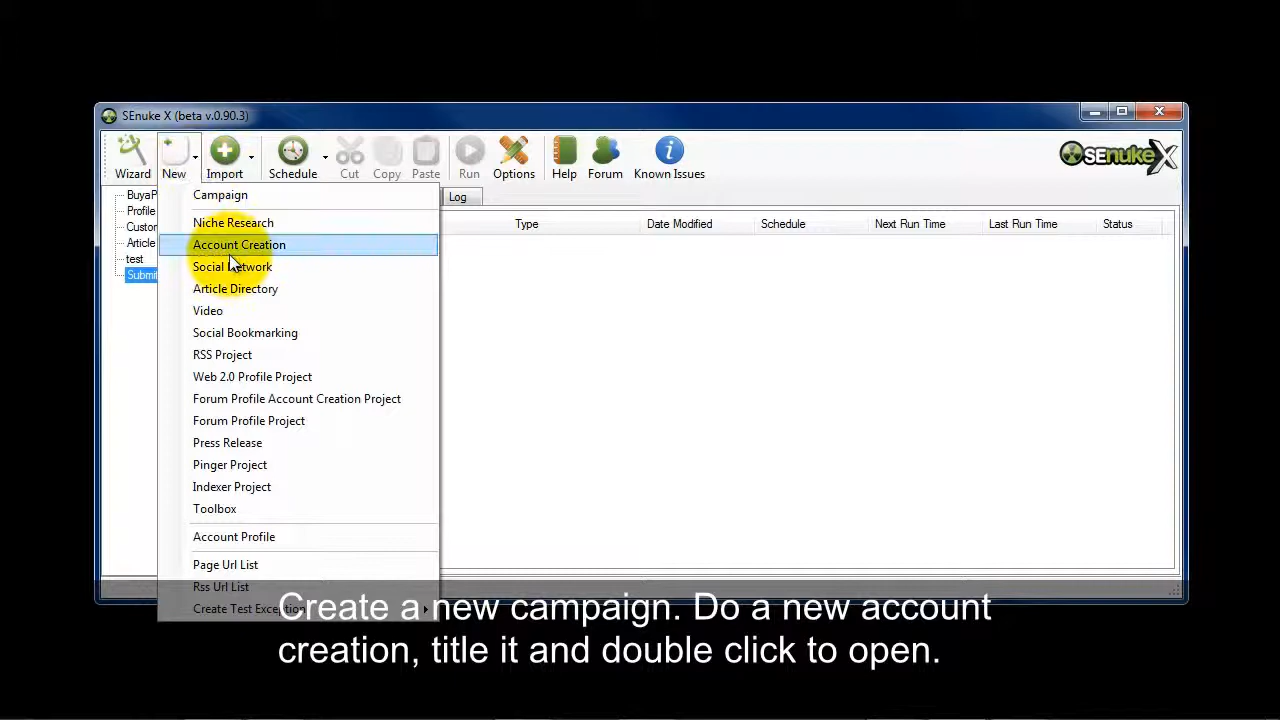 SEnuke X (beta v.0.90.3)
Wizard New Import Schedule Cut Copy Paste Run Options Help Forum Known Issues
SEnuke X
BuyaP
Profile
Custom
Article
test
Submit
Campaign
Niche Research
Account Creation
Social Network
Article Directory
Video
Social Bookmarking
RSS Project
Web 2.0 Profile Project
Forum Profile Account Creation Project
Forum Profile Project
Press Release
Pinger Project
Indexer Project
Toolbox
Account Profile
Page Url List
Rss Url List
Create Test Exception
Log
Type Date Modified Schedule Next Run Time Last Run Time Status
Create a new campaign. Do a new account
creation, title it and double click to open.